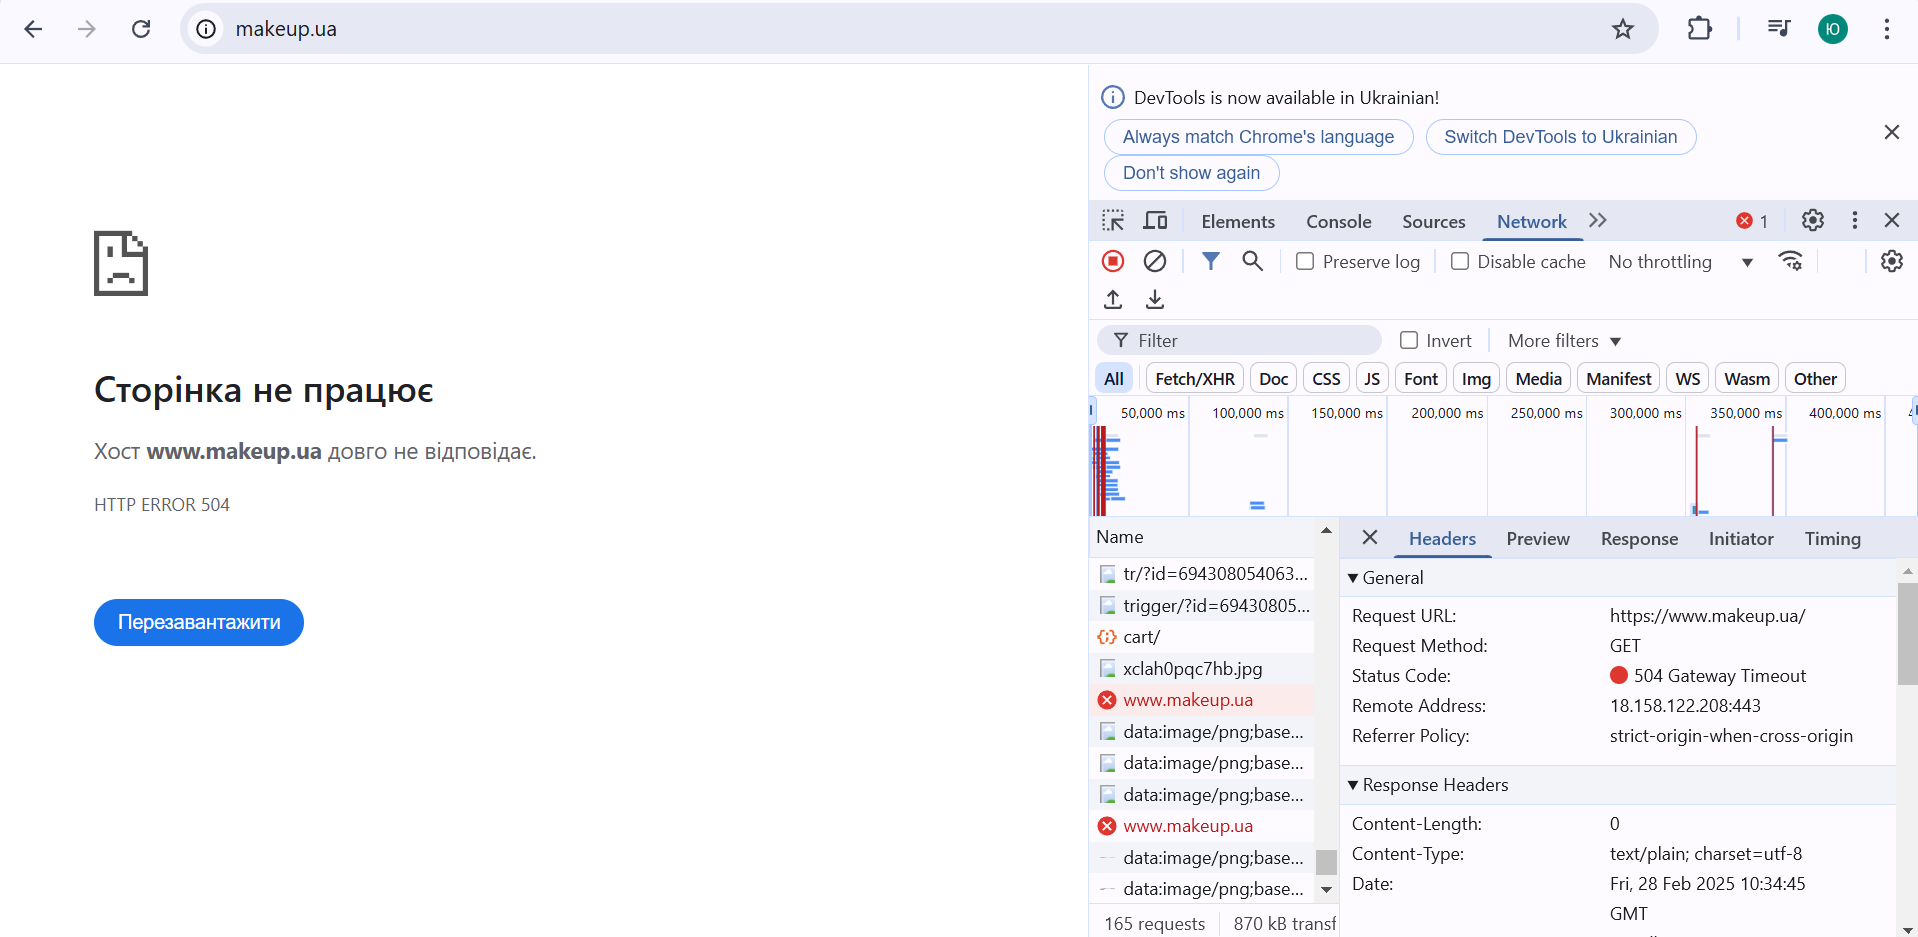 makeup.ua
Ю
Сторінка не працює
Хост www.makeup.ua довго не відповідає.
HTTP ERROR 504
Перезавантажити
DevTools is now available in Ukrainian!
Always match Chrome's language
Switch DevTools to Ukrainian
Don't show again
Elements Console Sources Network 1
Preserve log Disable cache No throttling
Filter Invert More filters
All Fetch/XHR Doc CSS JS Font Img Media Manifest WS Wasm Other
50,000 ms 100,000 ms 150,000 ms 200,000 ms 250,000 ms 300,000 ms 350,000 ms 400,000 ms
Name
tr/?id=694308054063...
trigger/?id=69430805...
cart/
xclah0pqc7hb.jpg
www.makeup.ua
data:image/png;base...
data:image/png;base...
data:image/png;base...
www.makeup.ua
data:image/png;base...
data:image/png;base...
165 requests 870 kB transf
Headers Preview Response Initiator Timing
General
Request URL: https://www.makeup.ua/
Request Method: GET
Status Code: 504 Gateway Timeout
Remote Address: 18.158.122.208:443
Referrer Policy: strict-origin-when-cross-origin
Response Headers
Content-Length: 0
Content-Type: text/plain; charset=utf-8
Date: Fri, 28 Feb 2025 10:34:45
GMT